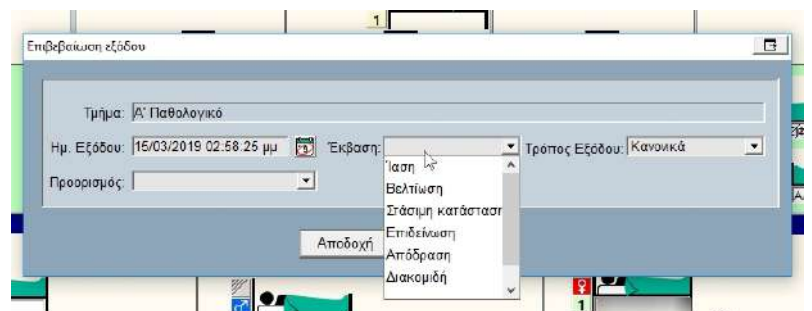 1
Επιβεβαίωση εξόδου
Τμήμα: Α' Παθολογικό
Ημ. Εξόδου: 15/03/2019 02:58:25 μμ Έκβαση: Τρόπος Εξόδου: Κανονικά
Προορισμός:
Ίαση
Βελτίωση
Στάσιμη κατάσταση
Επιδείνωση
Απόδραση
Διακομιδή
Αποδοχή
1